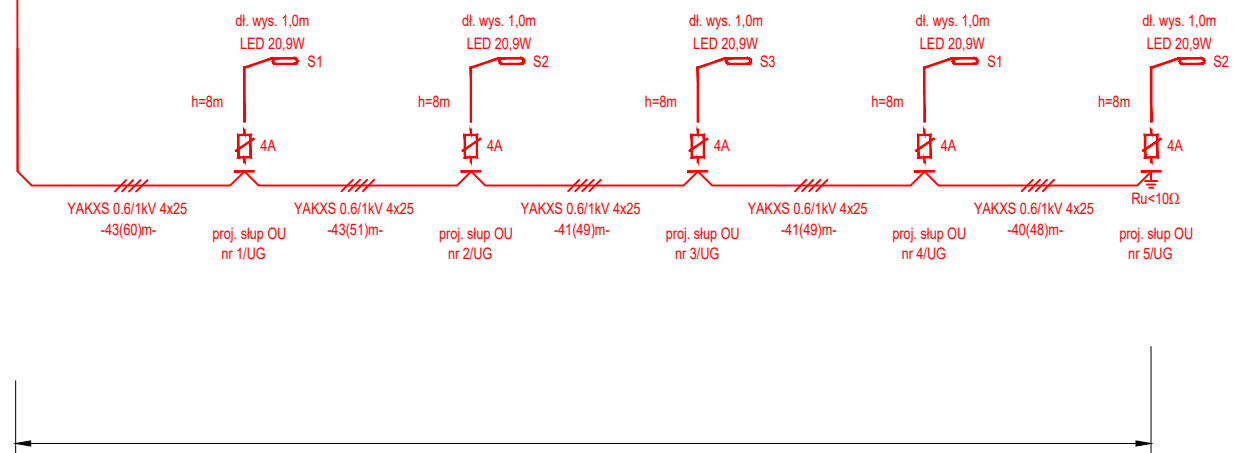 dł. wys. 1,0m
LED 20,9W
S1
h=8m
4A
dł. wys. 1,0m
LED 20,9W
S2
h=8m
4A
dł. wys. 1,0m
LED 20,9W
S3
h=8m
4A
dł. wys. 1,0m
LED 20,9W
S1
h=8m
4A
dł. wys. 1,0m
LED 20,9W
S2
h=8m
4A
Ru<10Ω
YAKXS 0.6/1kV 4x25
-43(60)m-
proj. słup OU
nr 1/UG
YAKXS 0.6/1kV 4x25
-43(51)m-
proj. słup OU
nr 2/UG
YAKXS 0.6/1kV 4x25
-41(49)m-
proj. słup OU
nr 3/UG
YAKXS 0.6/1kV 4x25
-41(49)m-
proj. słup OU
nr 4/UG
YAKXS 0.6/1kV 4x25
-40(48)m-
proj. słup OU
nr 5/UG